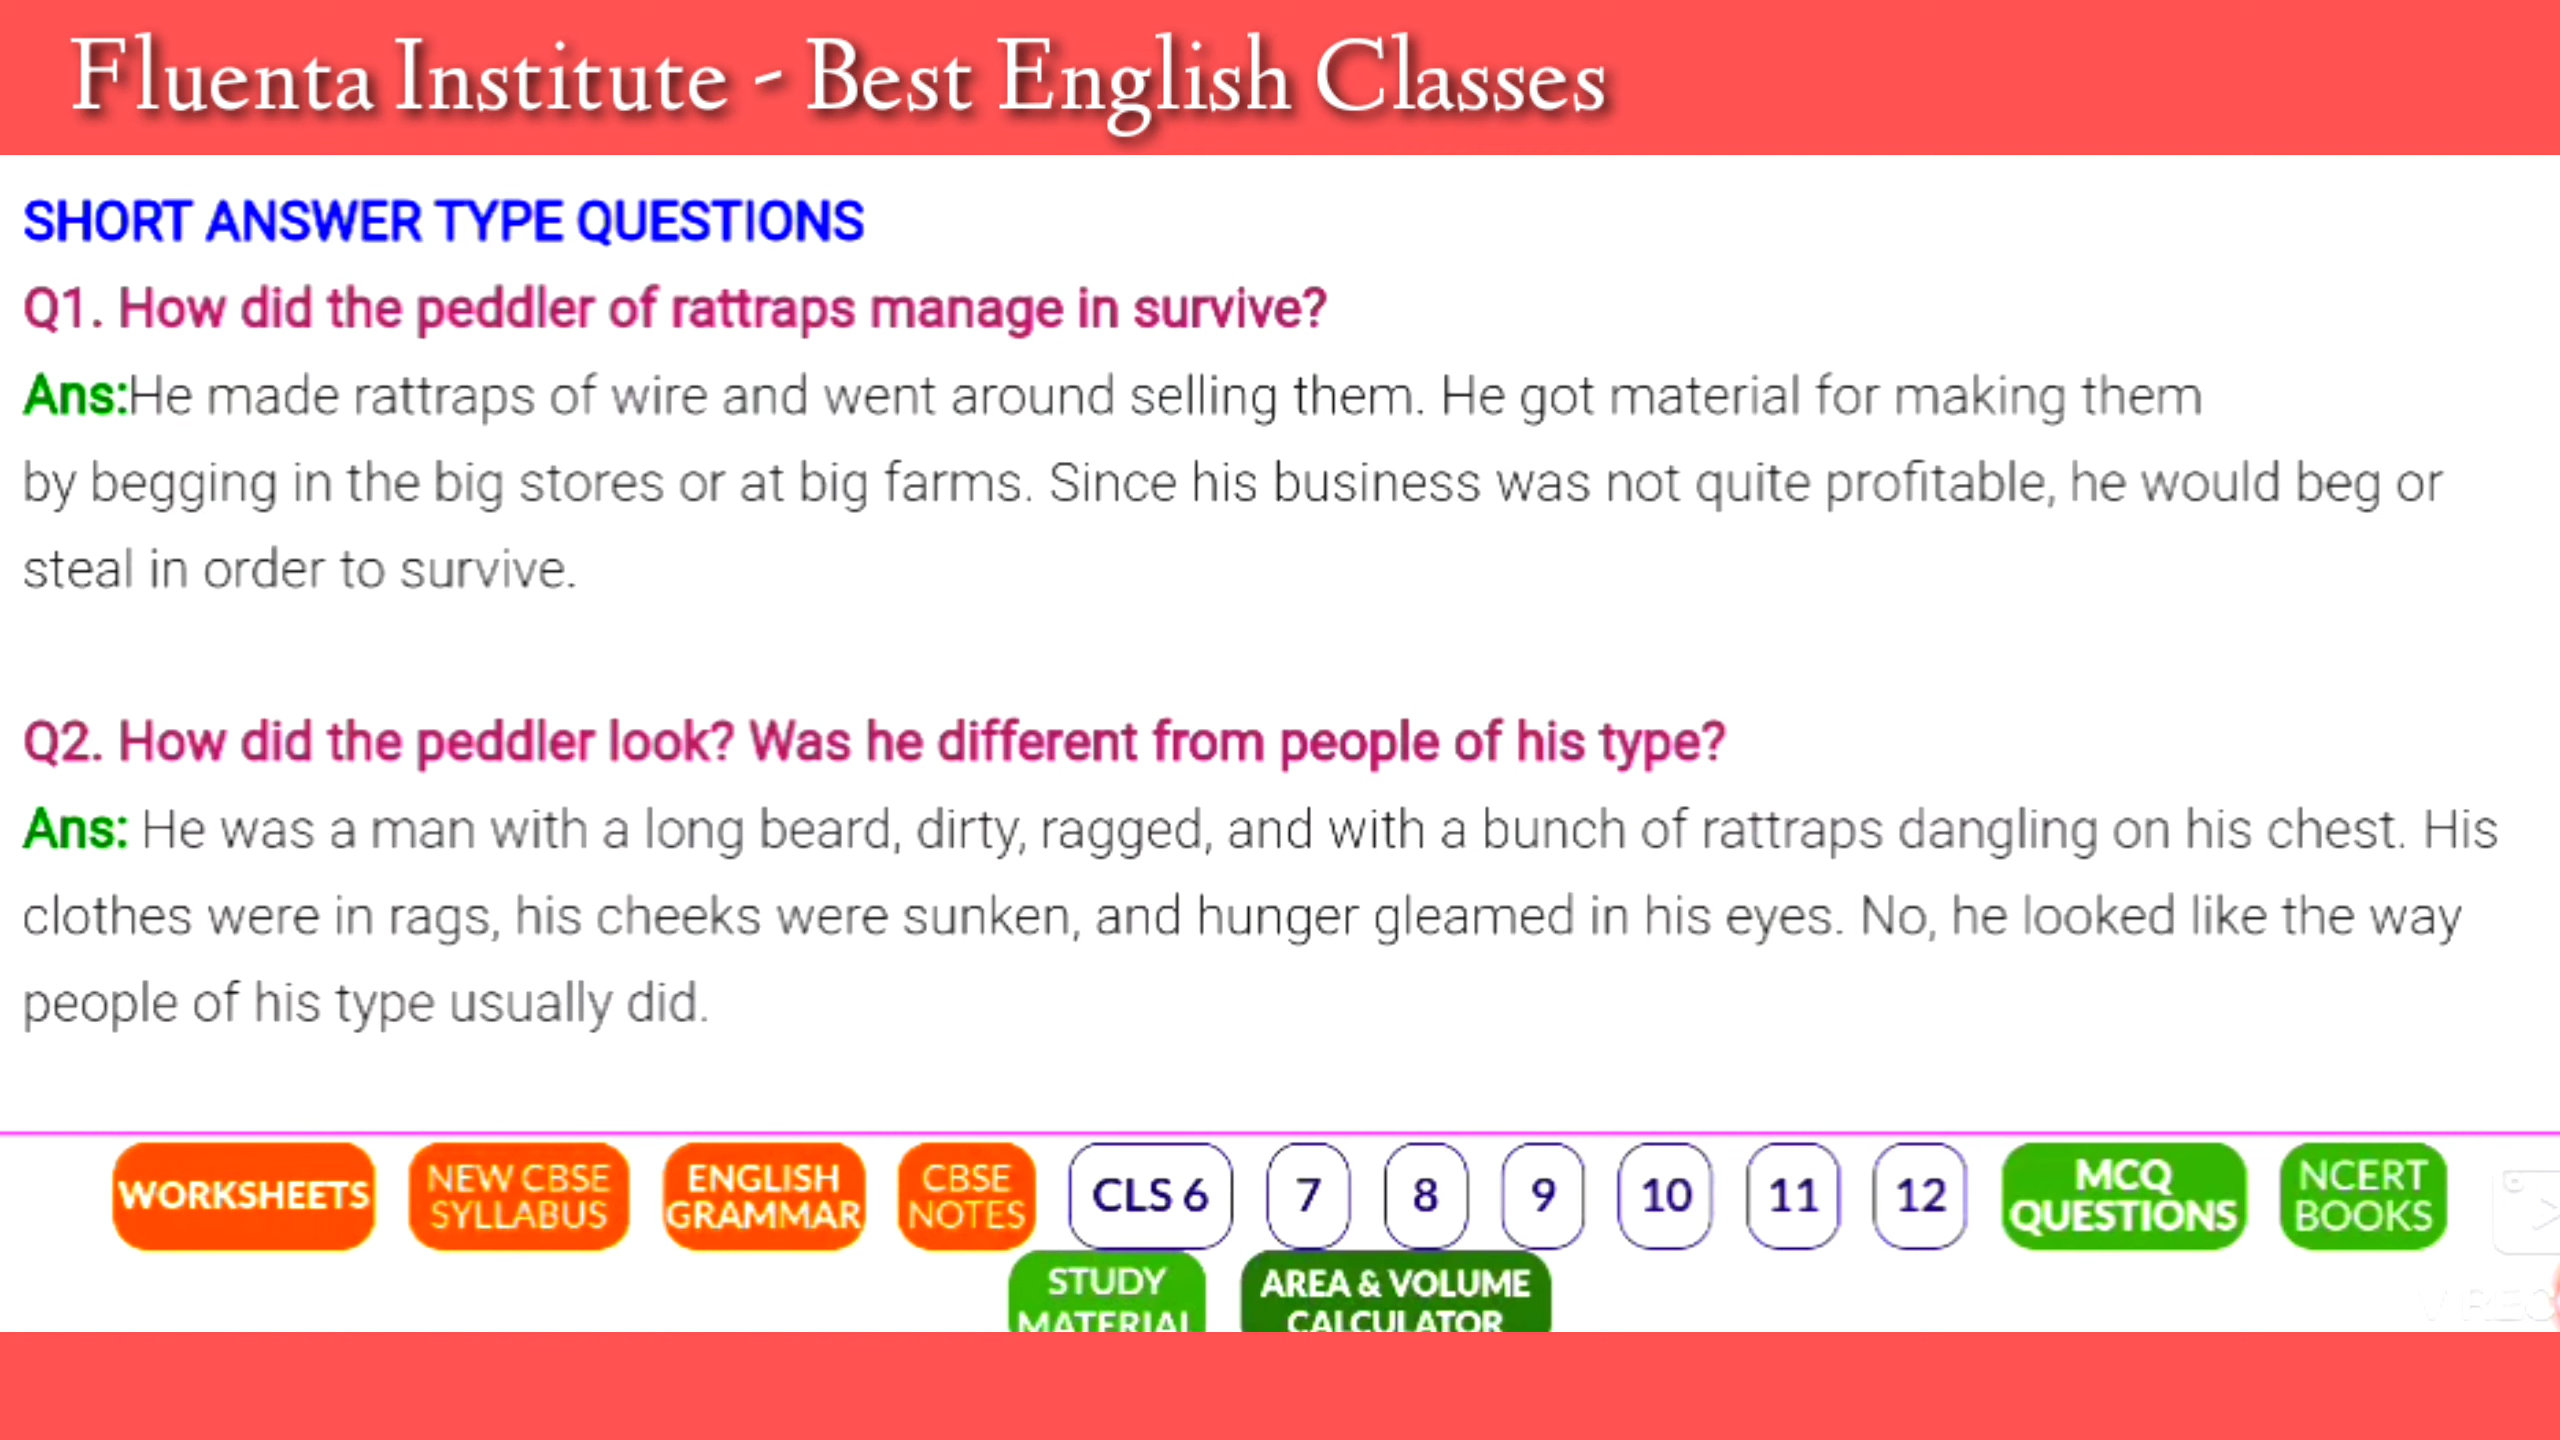 Fluenta Institute - Best English Classes
SHORT ANSWER TYPE QUESTIONS
Q1. How did the peddler of rattraps manage in survive?
Ans:He made rattraps of wire and went around selling them. He got material for making them
by begging in the big stores or at big farms. Since his business was not quite profitable, he would beg or
steal in order to survive.
Q2. How did the peddler look? Was he different from people of his type?
Ans: He was a man with a long beard, dirty, ragged, and with a bunch of rattraps dangling on his chest. His
clothes were in rags, his cheeks were sunken, and hunger gleamed in his eyes. No, he looked like the way
people of his type usually did.
WORKSHEETS NEW CBSE SYLLABUS ENGLISH GRAMMAR CBSE NOTES CLS 6 7 8 9 10 11 12 MCQ QUESTIONS NCERT BOOKS
STUDY MATERIAL AREA & VOLUME CALCULATOR